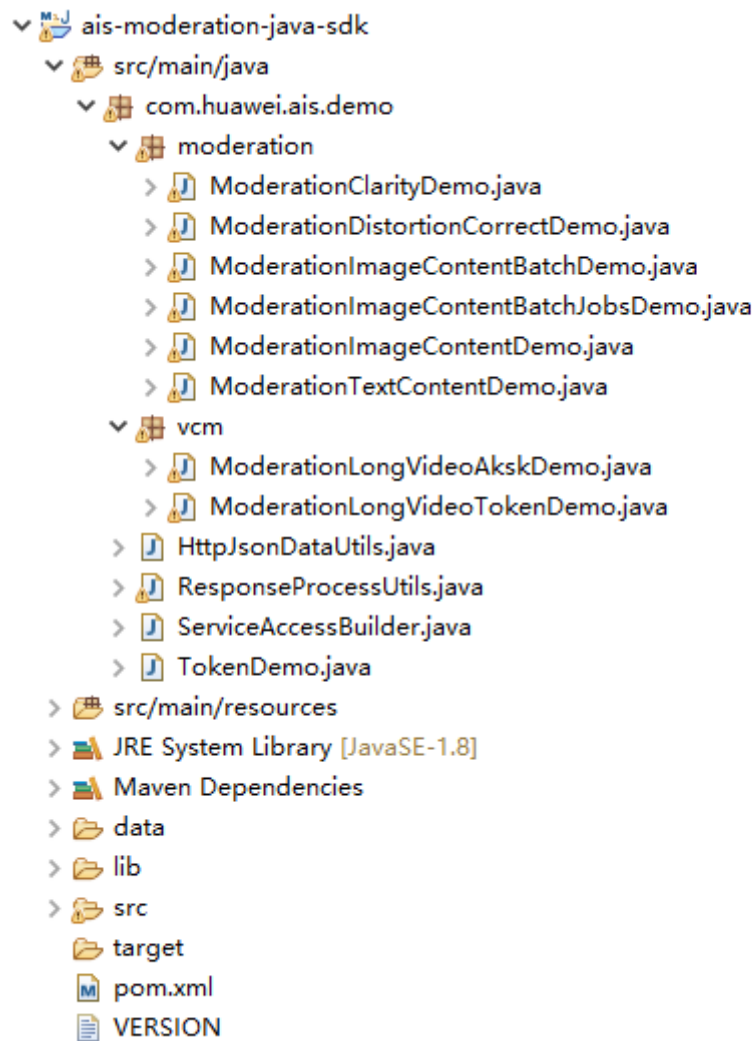 ais-moderation-java-sdk
src/main/java
com.huawei.ais.demo
moderation
ModerationClarityDemo.java
ModerationDistortionCorrectDemo.java
ModerationImageContentBatchDemo.java
ModerationImageContentBatchJobsDemo.java
ModerationImageContentDemo.java
ModerationTextContentDemo.java
vcm
ModerationLongVideoAkskDemo.java
ModerationLongVideoTokenDemo.java
HttpJsonDataUtils.java
ResponseProcessUtils.java
ServiceAccessBuilder.java
TokenDemo.java
src/main/resources
JRE System Library [JavaSE-1.8]
Maven Dependencies
data
lib
src
target
pom.xml
VERSION